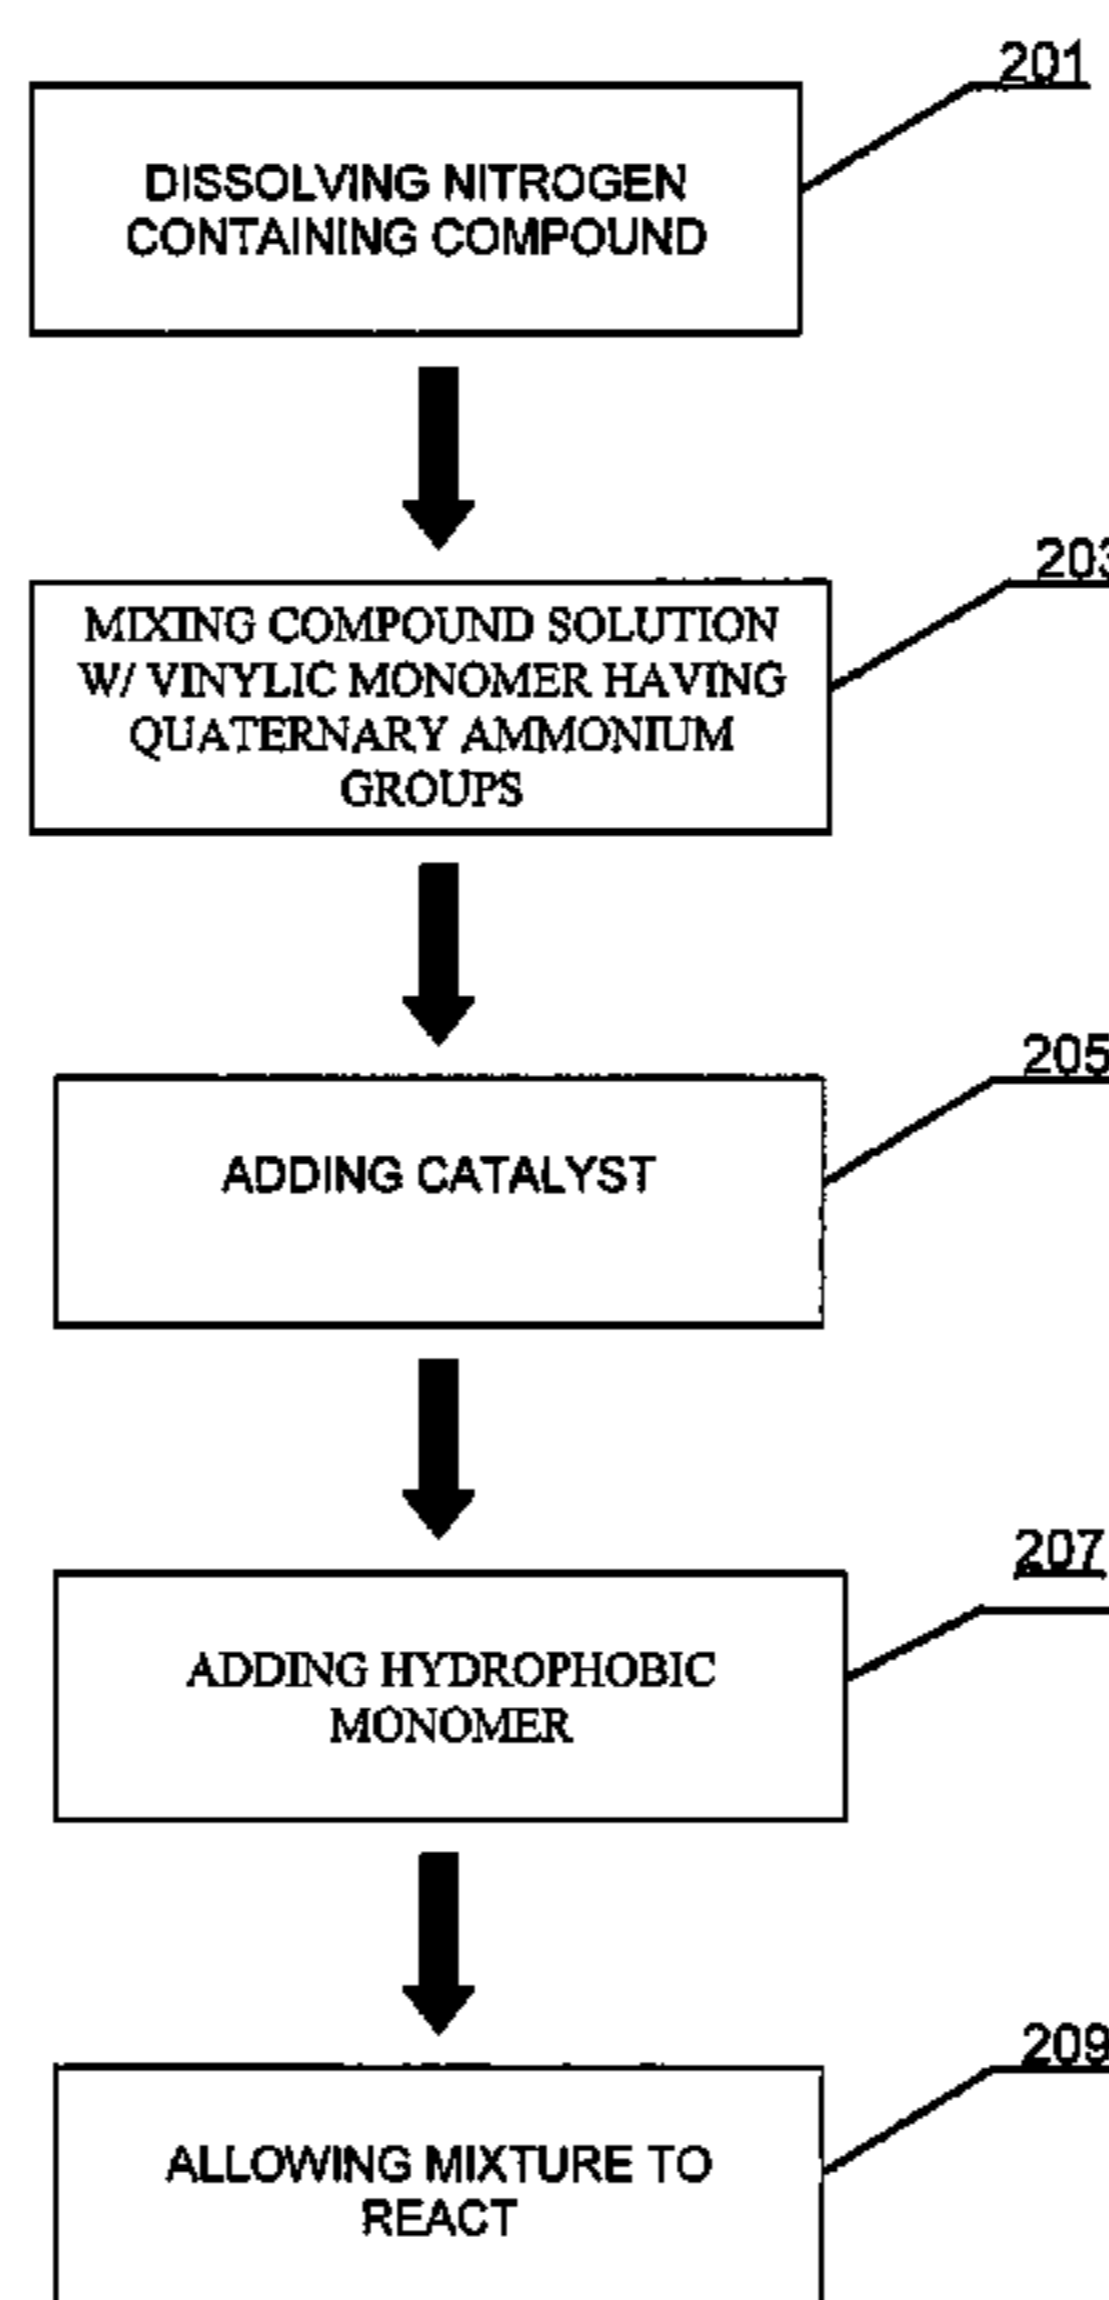 201
DISSOLVING NITROGEN
CONTAINING COMPOUND
203
MIXING COMPOUND SOLUTION
W/ VINYLIC MONOMER HAVING
QUATERNARY AMMONIUM
GROUPS
205
ADDING CATALYST
207
ADDING HYDROPHOBIC
MONOMER
209
ALLOWING MIXTURE TO
REACT